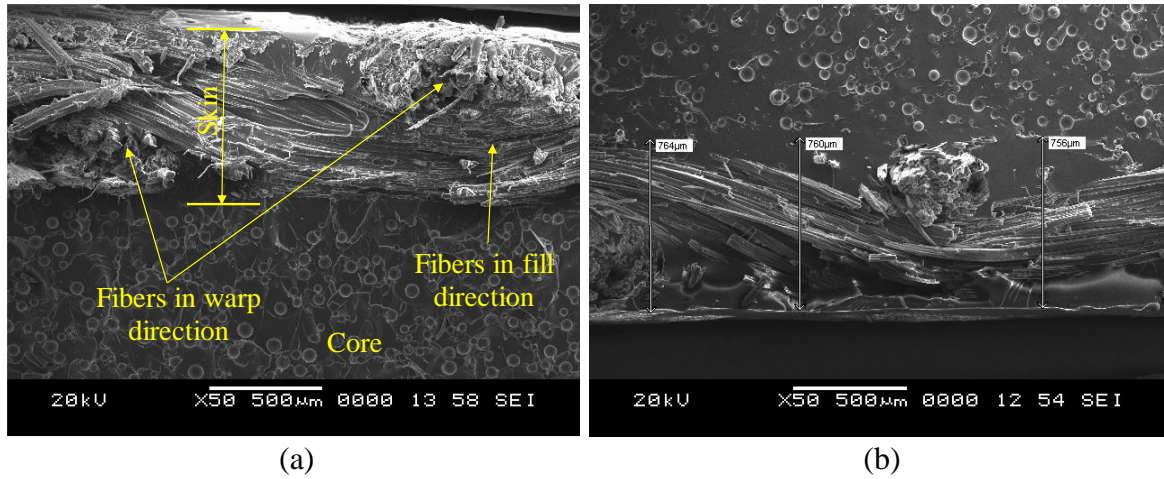 Skin
Fibers in warp
direction
Fibers in fill
direction
Core
20kV X50 500µm 0000 13 58 SEI
(a)
764µm
760µm
756µm
20kV X50 500µm 0000 12 54 SEI
(b)